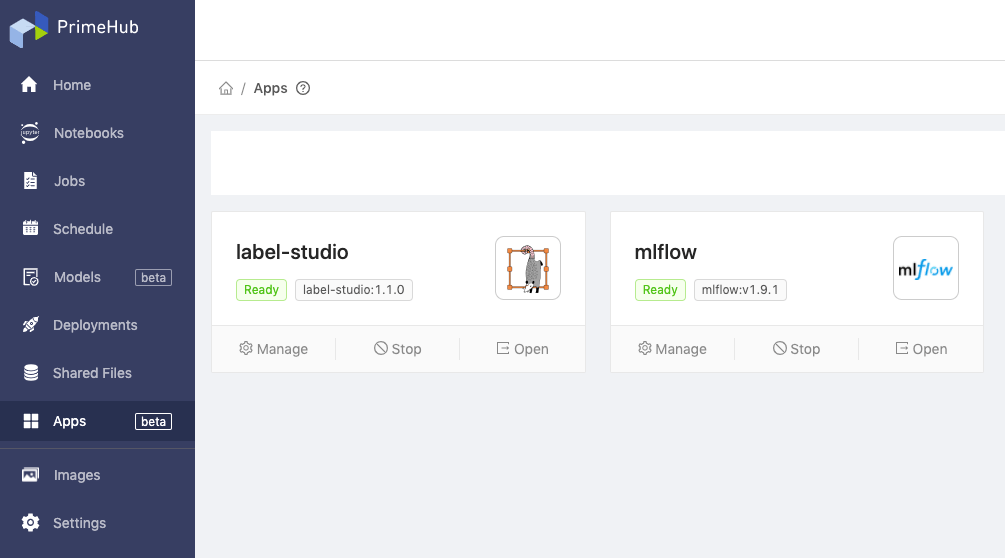 PrimeHub
Home
Notebooks
Jobs
Schedule
Models beta
Deployments
Shared Files
Apps beta
Images
Settings
/ Apps
label-studio
Ready label-studio:1.1.0
Manage Stop Open
mlflow
mlflow
Ready mlflow:v1.9.1
Manage Stop Open